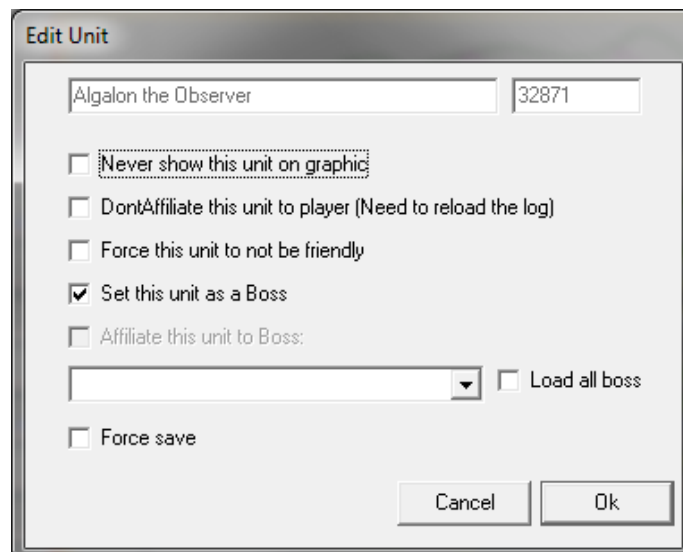 Edit Unit
Algalon the Observer 32871
Never show this unit on graphic
DontAffiliate this unit to player (Need to reload the log)
Force this unit to not be friendly
Set this unit as a Boss
Affiliate this unit to Boss:
Load all boss
Force save
Cancel Ok